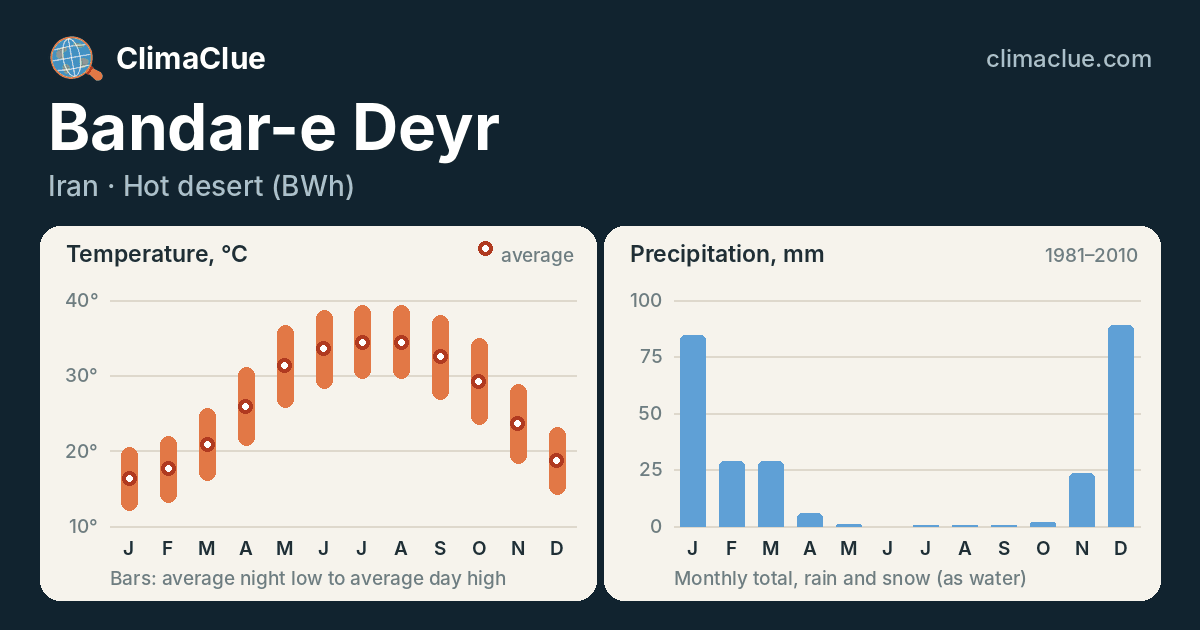 ClimaClue
climaclue.com
Bandar-e Deyr
Iran · Hot desert (BWh)
Temperature, °C
average
40°
30°
20°
10°
J F M A M J J A S O N D
Bars: average night low to average day high
Precipitation, mm
1981–2010
100
75
50
25
0
J F M A M J J A S O N D
Monthly total, rain and snow (as water)